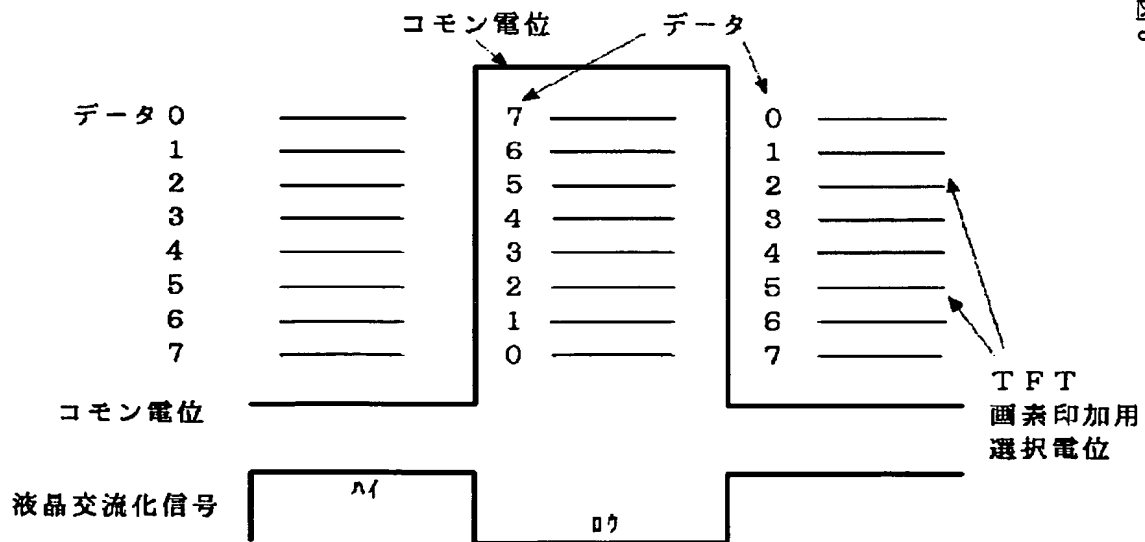 コモン電位 データ
データ0 7 0
1 6 1
2 5 2
3 4 3
4 3 4
5 2 5
6 1 6
7 0 7
コモン電位
TFT
画素印加用
選択電位
液晶交流化信号
ハイ
ロウ